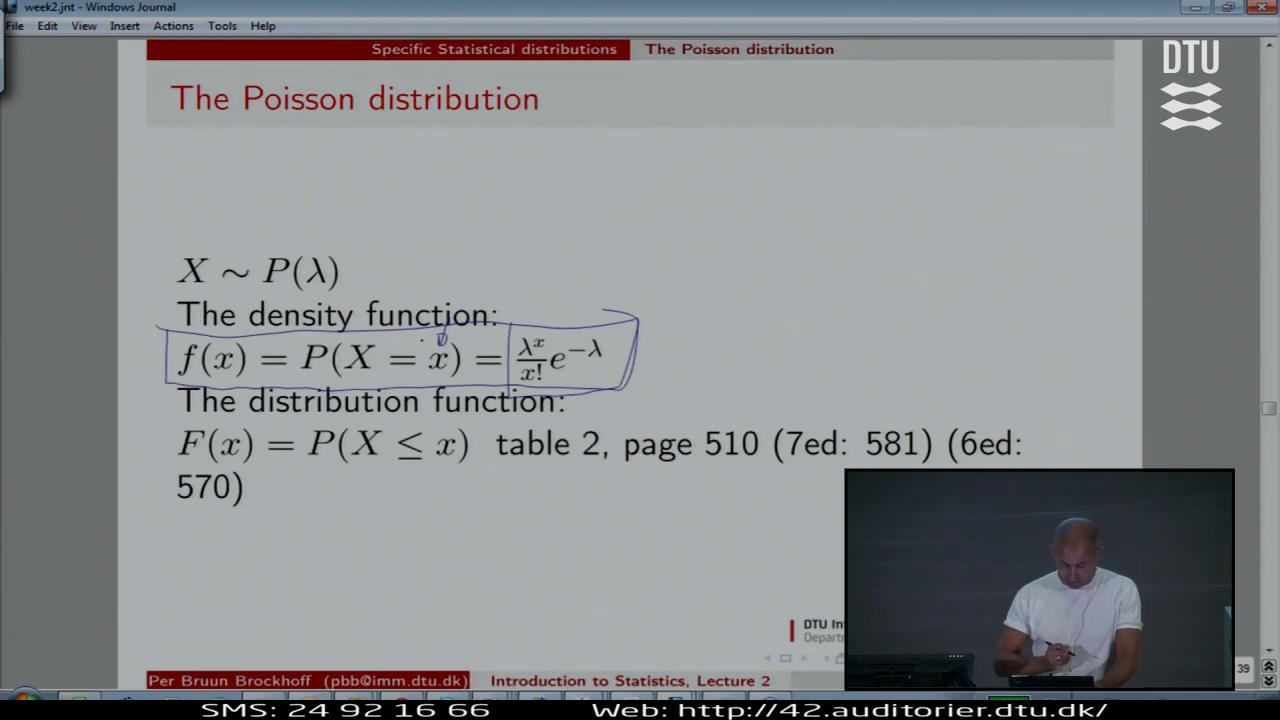 week2.jnt - Windows Journal
File Edit View Insert Actions Tools Help
Specific Statistical distributions The Poisson distribution
DTU
The Poisson distribution
X ∼ P(λ)
The density function:
f(x) = P(X = x) = λ^x/x! e^{−λ}
The distribution function:
F(x) = P(X ≤ x) table 2, page 510 (7ed: 581) (6ed:
570)
DTU Int
Depart
39
Per Bruun Brockhoff (pbb@imm.dtu.dk) Introduction to Statistics, Lecture 2
SMS: 24 92 16 66 Web: http://42.auditorier.dtu.dk/